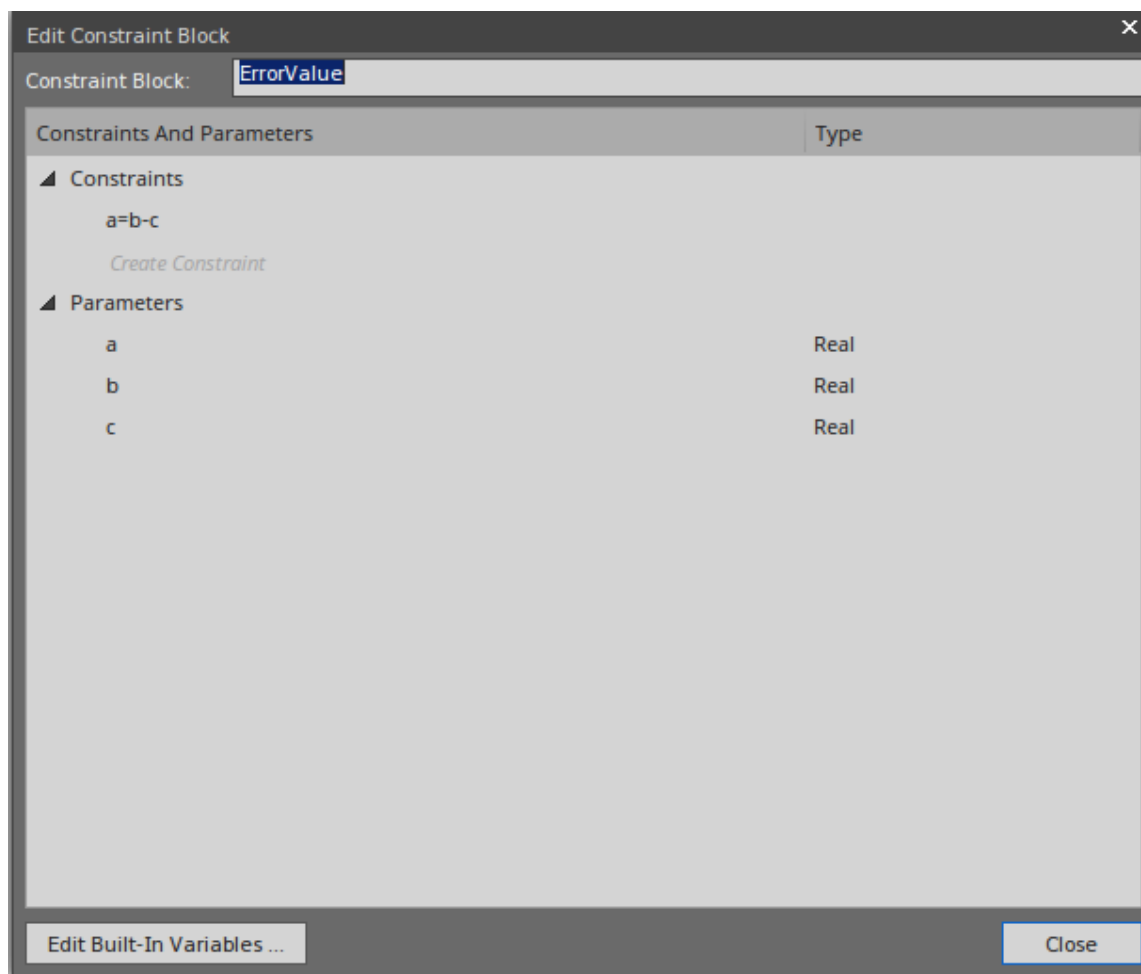 Edit Constraint Block
Constraint Block: ErrorValue
Constraints And Parameters Type
Constraints
a=b-c
Create Constraint
Parameters
a Real
b Real
c Real
Edit Built-In Variables ... Close